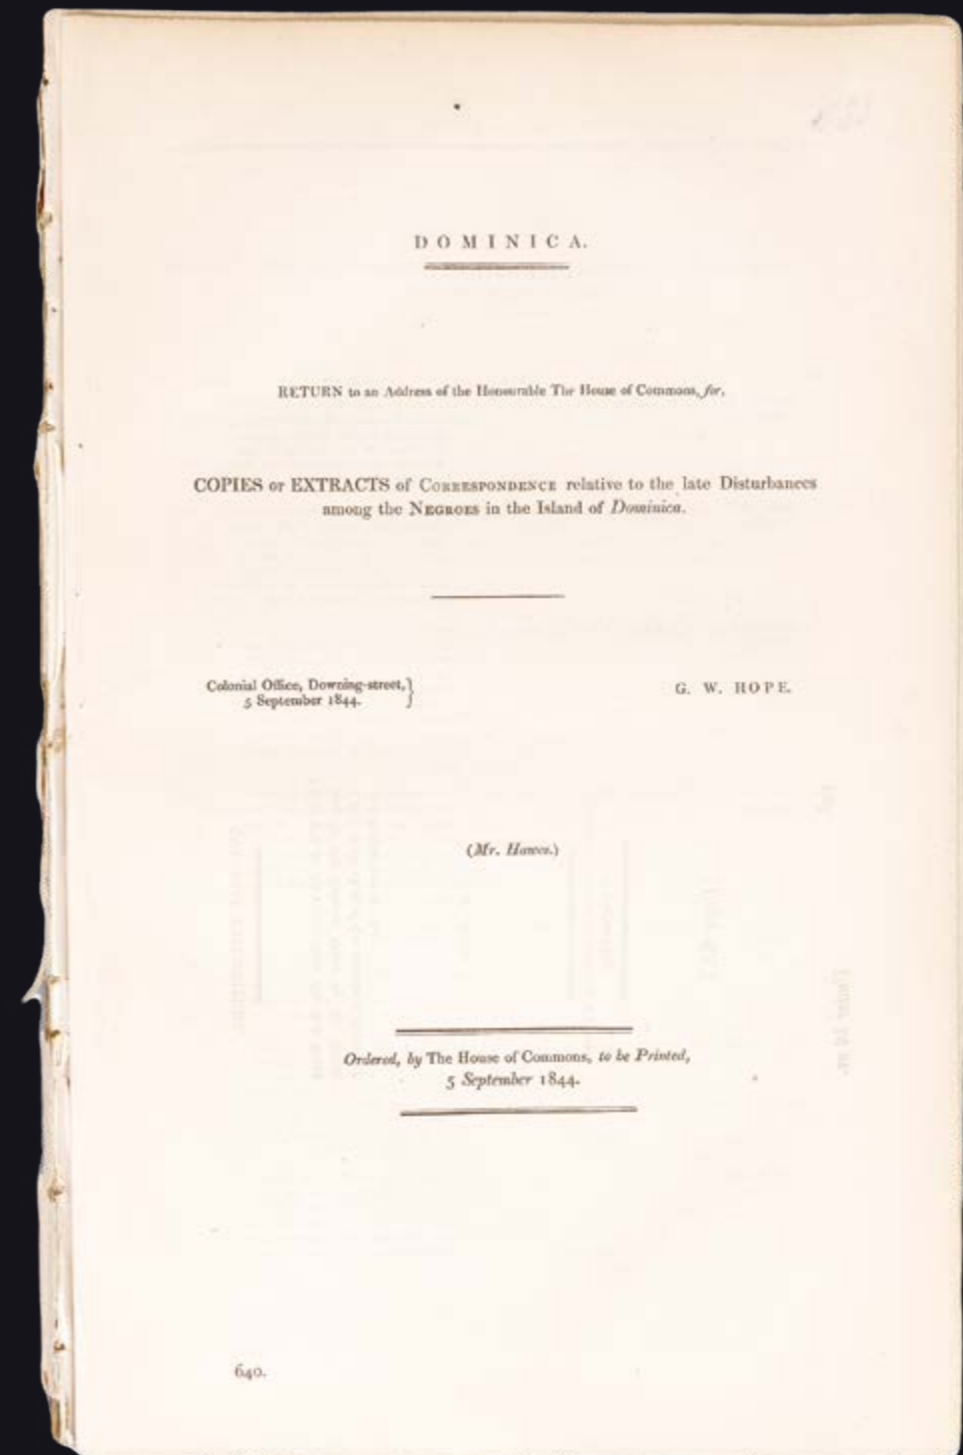 DOMINICA.
RETURN to an Address of the Honourable The House of Commons, for,
COPIES or EXTRACTS of CORRESPONDENCE relative to the late Disturbances
among the NEGROES in the Island of Dominica.
Colonial Office, Downing-street,}
5 September 1844.
G. W. HOPE.
(Mr. Hawes.)
Ordered, by The House of Commons, to be Printed,
5 September 1844.
640.